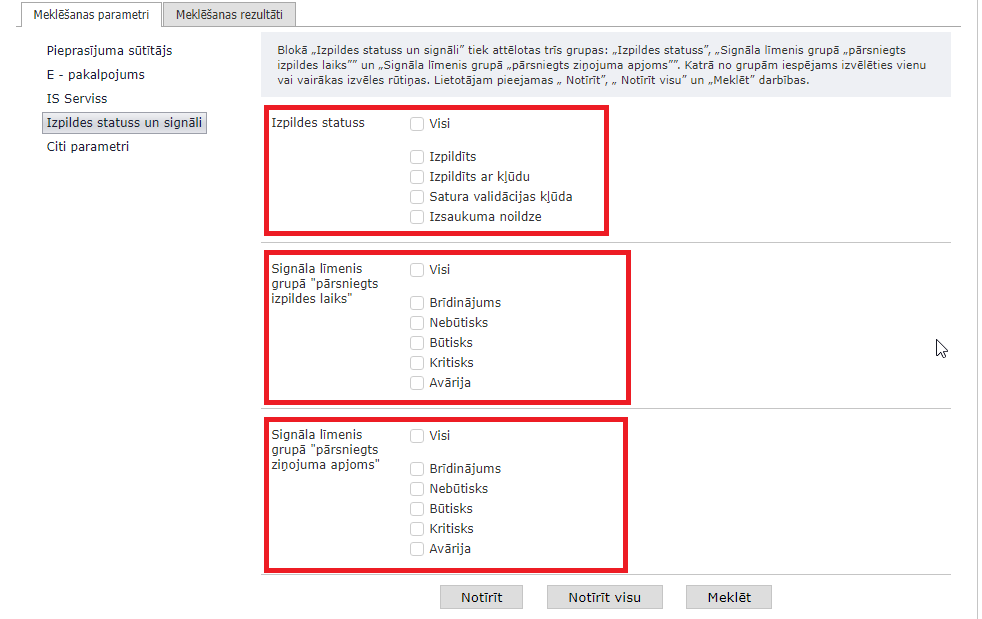 Meklēšanas parametri
Meklēšanas rezultāti
Pieprasījuma sūtītājs
E - pakalpojums
IS Serviss
Izpildes statuss un signāli
Citi parametri
Blokā „Izpildes statuss un signāli” tiek attēlotas trīs grupas: „Izpildes statuss”, „Signāla līmenis grupā „pārsniegts
izpildes laiks”” un „Signāla līmenis grupā „pārsniegts ziņojuma apjoms””. Katrā no grupām iespējams izvēlēties vienu
vai vairākas izvēles rūtiņas. Lietotājam pieejamas „ Notīrīt”, „ Notīrīt visu” un „Meklēt” darbības.
Izpildes statuss
Visi
Izpildīts
Izpildīts ar kļūdu
Satura validācijas kļūda
Izsaukuma noildze
Signāla līmenis
grupā "pārsniegts
izpildes laiks"
Visi
Brīdinājums
Nebūtisks
Būtisks
Kritisks
Avārija
Signāla līmenis
grupā "pārsniegts
ziņojuma apjoms"
Visi
Brīdinājums
Nebūtisks
Būtisks
Kritisks
Avārija
Notīrīt
Notīrīt visu
Meklēt